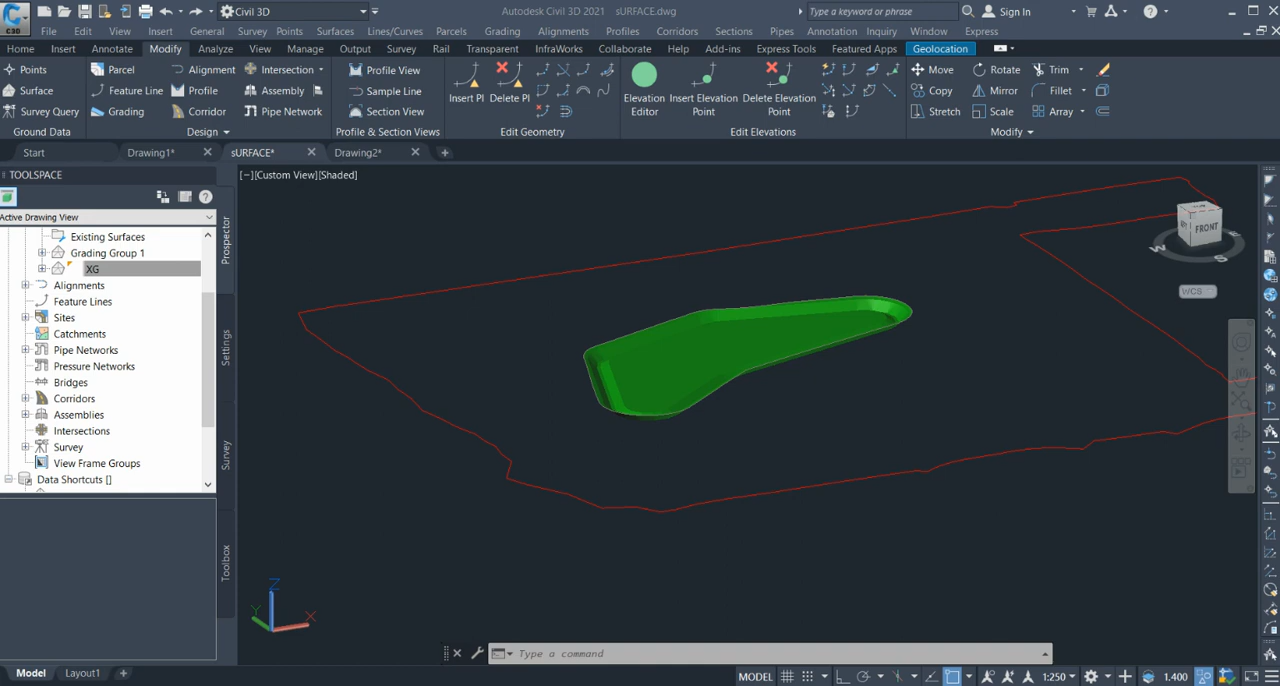 C3D Civil 3D Autodesk Civil 3D 2021 sURFACE.dwg Type a keyword or phrase Sign In
File Edit View Insert General Survey Points Surfaces Lines/Curves Parcels Grading Alignments Profiles Corridors Sections Pipes Annotation Inquiry Window Express
Home Insert Annotate Modify Analyze View Manage Output Survey Rail Transparent InfraWorks Collaborate Help Add-ins Express Tools Featured Apps Geolocation
Points Parcel Alignment Intersection Profile View Move Rotate Trim
Surface Feature Line Profile Assembly Sample Line Insert PI Delete PI Elevation Editor Insert Elevation Point Delete Elevation Point Copy Mirror Fillet
Survey Query Grading Corridor Pipe Network Section View Stretch Scale Array
Ground Data Design Profile & Section Views Edit Geometry Edit Elevations Modify
Start Drawing1* sURFACE* Drawing2*
TOOLSPACE
[−][Custom View][Shaded]
Active Drawing View
Existing Surfaces
Grading Group 1
XG
Alignments
Feature Lines
Sites
Catchments
Pipe Networks
Pressure Networks
Bridges
Corridors
Assemblies
Intersections
Survey
View Frame Groups
Data Shortcuts []
Prospector
Settings
Survey
Toolbox
FRONT
W
S
E
WCS
Z
Y
X
Type a command
Model Layout1 MODEL 1:250 1.400